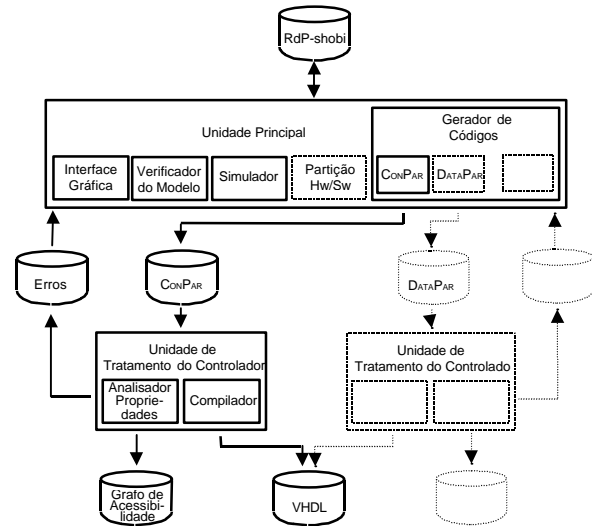 RdP-shobi
Unidade Principal
Gerador de
Códigos
Interface
Gráfica
Verificador
do Modelo
Simulador
Partição
Hw/Sw
CONPAR
DATAPAR
Erros
CONPAR
DATAPAR
Unidade de
Tratamento do Controlador
Analisador
Proprie-
dades
Compilador
Unidade de
Tratamento do Controlado
Grafo de
Acessibi-
lidade
VHDL